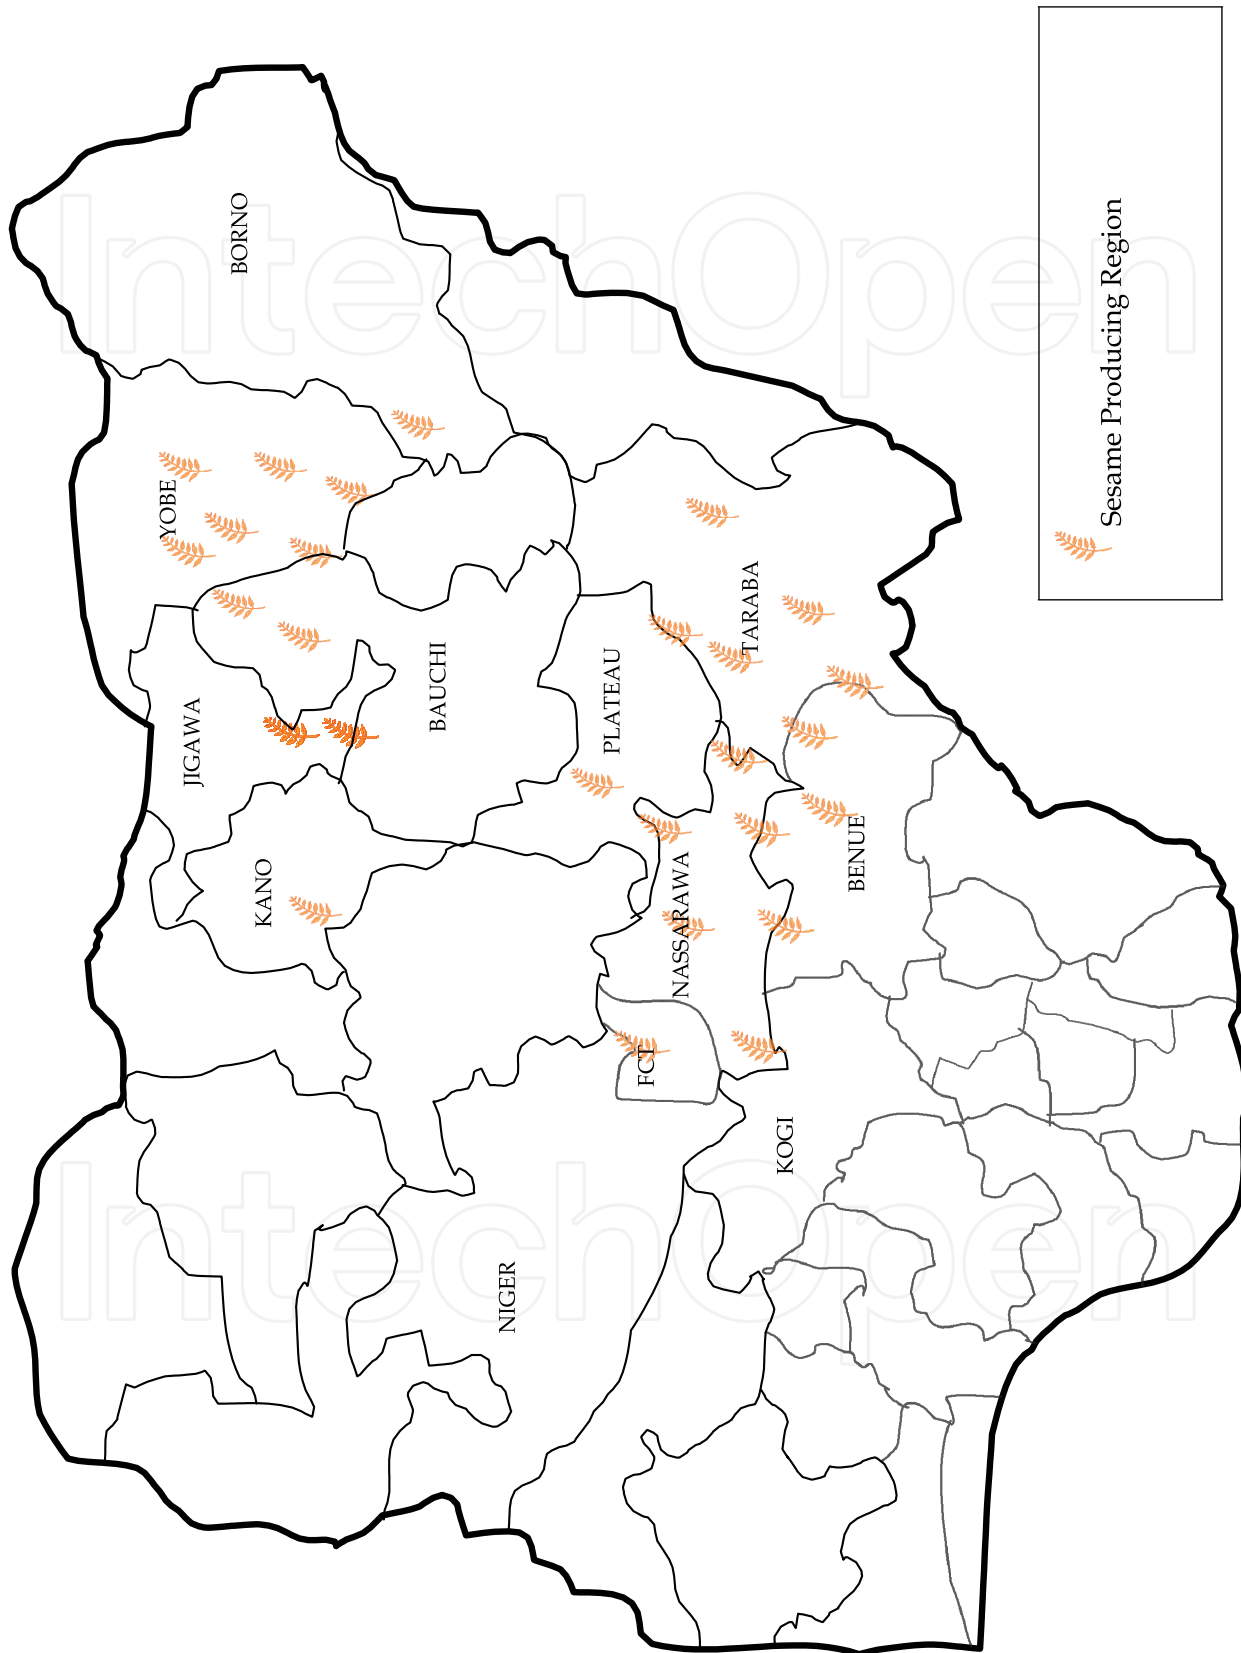 BORNO
YOBE
JIGAWA
BAUCHI
KANO
PLATEAU
TARABA
NASSARAWA
BENUE
FCT
KOGI
NIGER
Sesame Producing Region
IntechOpen
IntechOpen